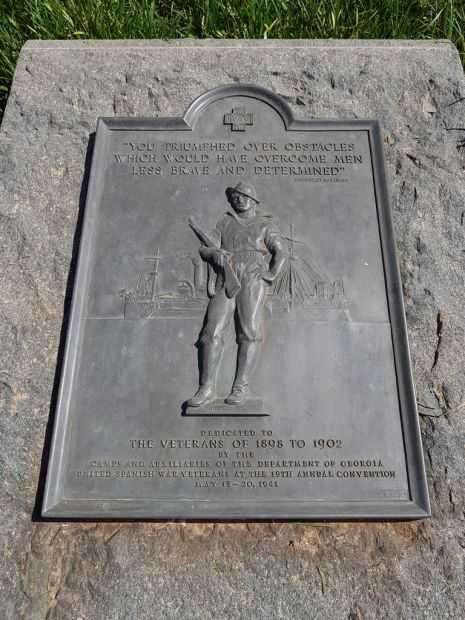 "YOU TRIUMPHED OVER OBSTACLES
WHICH WOULD HAVE OVERCOME MEN
LESS BRAVE AND DETERMINED"
DEDICATED TO
THE VETERANS OF 1898 TO 1902
BY THE
CAMPS AND AUXILIARIES OF THE DEPARTMENT OF GEORGIA
UNITED SPANISH WAR VETERANS AT THE 19TH ANNUAL CONVENTION
MAY 18-20, 1941